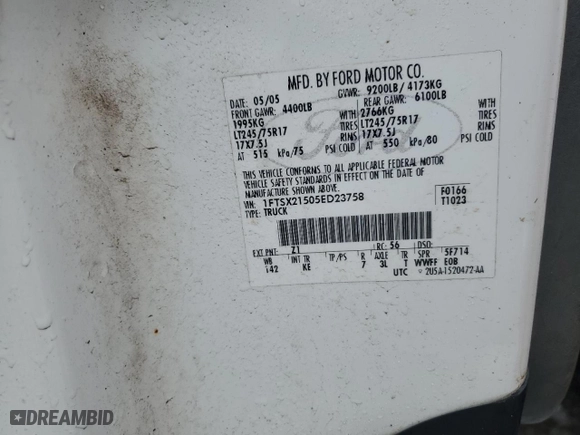 MFD. BY FORD MOTOR CO.
DATE: 05/05 GVWR: 9200LB/ 4173KG
FRONT GAWR: 4400LB REAR GAWR: 6100LB
1995KG WITH 2766KG WITH
LT245/75R17 TIRES LT245/75R17 TIRES
17X7.5J RIMS 17X7.5J RIMS
AT 515 kPa/75 PSI COLD AT 550 kPa/80 PSI COLD
THIS VEHICLE CONFORMS TO ALL APPLICABLE FEDERAL MOTOR
VEHICLE SAFETY STANDARDS IN EFFECT ON THE DATE OF
MANUFACTURE SHOWN ABOVE.
VIN: 1FTSX21505ED23758 F0166
TYPE: TRUCK T1023
EXT PNT: Z1 RC: 56 DSO:
WB INT TR TP/PS R AXLE TR SPR 5F714
142 KE 7 3L T WWFF E0B
UTC 2U5A-1520472-AA
Ford
DREAMBID